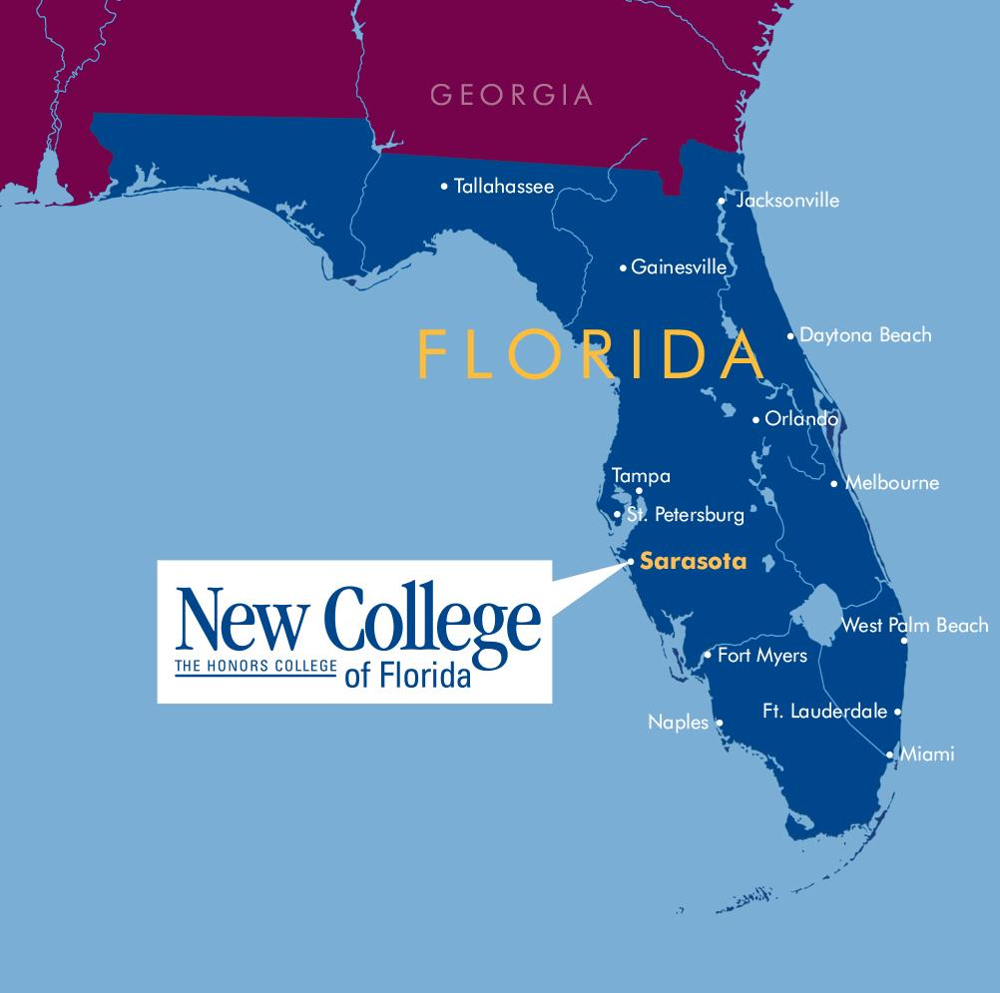 GEORGIA
Tallahassee
Jacksonville
Gainesville
FLORIDA
Daytona Beach
Orlando
Tampa
Melbourne
St. Petersburg
Sarasota
New College
THE HONORS COLLEGE
of Florida
West Palm Beach
Fort Myers
Ft. Lauderdale
Naples
Miami